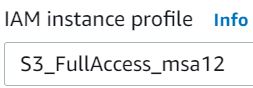 IAM instance profile Info
S3_FullAccess_msa12